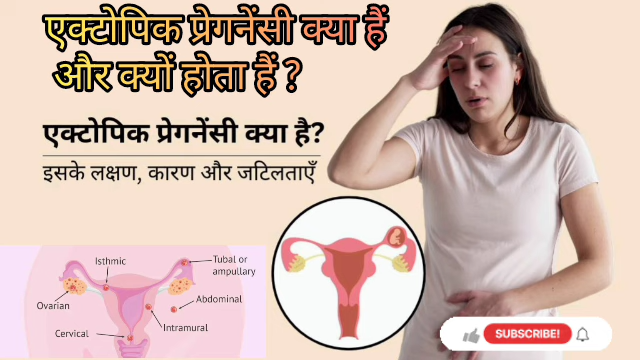 एक्टोपिक प्रेगनेंसी क्या हैं
और क्यों होता हैं ?
एक्टोपिक प्रेगनेंसी क्या है?
इसके लक्षण, कारण और जटिलताएँ
Isthmic
Tubal or
ampullary
Ovarian
Abdominal
Intramural
Cervical
SUBSCRIBE!